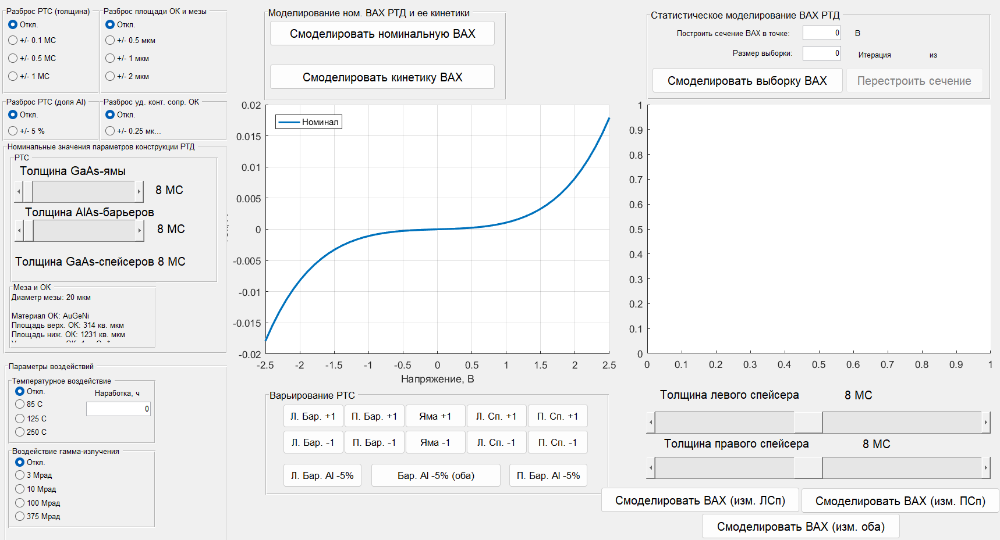 Разброс РТС (толщина)
Откл.
+/- 0.1 МС
+/- 0.5 МС
+/- 1 МС
Разброс площади ОК и мезы
Откл.
+/- 0.5 мкм
+/- 1 мкм
+/- 2 мкм
Разброс РТС (доля Al)
Откл.
+/- 5 %
Разброс уд. конт. сопр. ОК
Откл.
+/- 0.25 мк...
Номинальные значения параметров конструкции РТД
РТС
Толщина GaAs-ямы
8 МС
Толщина AlAs-барьеров
8 МС
Толщина GaAs-спейсеров 8 МС
Меза и ОК
Диаметр мезы: 20 мкм
Материал ОК: AuGeNi
Площадь верх. ОК: 314 кв. мкм
Площадь ниж. ОК: 1231 кв. мкм
Параметры воздействий
Температурное воздействие
Откл.
85 С
125 С
250 С
Наработка, ч
0
Воздействие гамма-излучения
Откл.
3 Мрад
10 Мрад
100 Мрад
375 Мрад
Моделирование ном. ВАХ РТД и ее кинетики
Смоделировать номинальную ВАХ
Смоделировать кинетику ВАХ
Номинал
0.02
0.015
0.01
0.005
0
-0.005
-0.01
-0.015
-0.02
-2.5 -2 -1.5 -1 -0.5 0 0.5 1 1.5 2 2.5
Напряжение, В
Варьирование РТС
Л. Бар. +1 П. Бар. +1 Яма +1 Л. Сп. +1 П. Сп. +1
Л. Бар. -1 П. Бар. -1 Яма -1 Л. Сп. -1 П. Сп. -1
Л. Бар. Al -5% Бар. Al -5% (оба) П. Бар. Al -5%
Статистическое моделирование ВАХ РТД
Построить сечение ВАХ в точке: 0 В
Размер выборки: 0 Итерация из
Смоделировать выборку ВАХ Перестроить сечение
1
0.9
0.8
0.7
0.6
0.5
0.4
0.3
0.2
0.1
0
0 0.1 0.2 0.3 0.4 0.5 0.6 0.7 0.8 0.9 1
Толщина левого спейсера 8 МС
Толщина правого спейсера 8 МС
Смоделировать ВАХ (изм. ЛСп) Смоделировать ВАХ (изм. ПСп)
Смоделировать ВАХ (изм. оба)